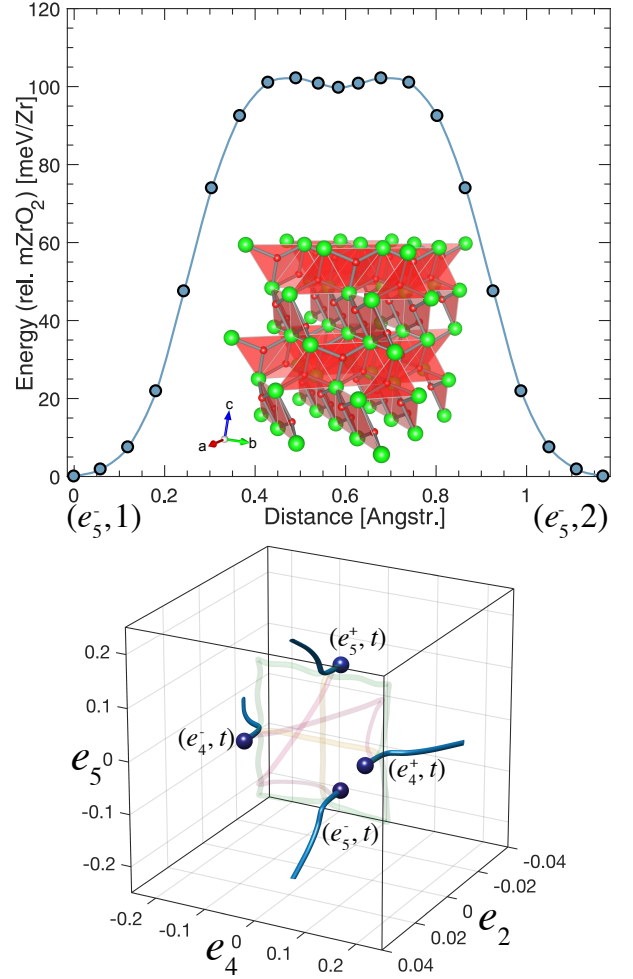 120
100
80
60
40
20
0
Energy (rel. mZrO₂) [meV/Zr]
c
a
b
0
0.2
0.4
0.6
0.8
1
(e₅⁻,1)
Distance [Angstr.]
(e₅⁻,2)
0.2
0.1
0
-0.1
-0.2
e₅
(e₅⁺, t)
(e₄⁻, t)
(e₄⁺, t)
(e₅⁻, t)
-0.2
-0.1
0
0.1
0.2
e₄
-0.04
-0.02
0
0.02
0.04
e₂